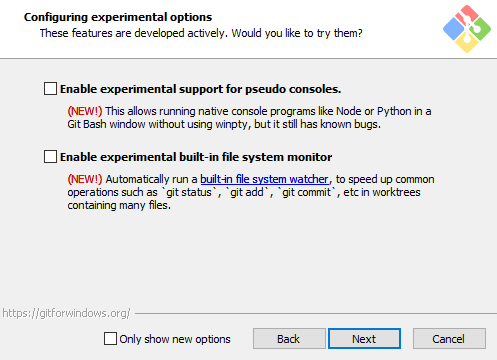 Configuring experimental options
These features are developed actively. Would you like to try them?
Enable experimental support for pseudo consoles.
(NEW!) This allows running native console programs like Node or Python in a
Git Bash window without using winpty, but it still has known bugs.
Enable experimental built-in file system monitor
(NEW!) Automatically run a built-in file system watcher, to speed up common
operations such as `git status`, `git add`, `git commit`, etc in worktrees
containing many files.
https://gitforwindows.org/
Only show new options
Back
Next
Cancel